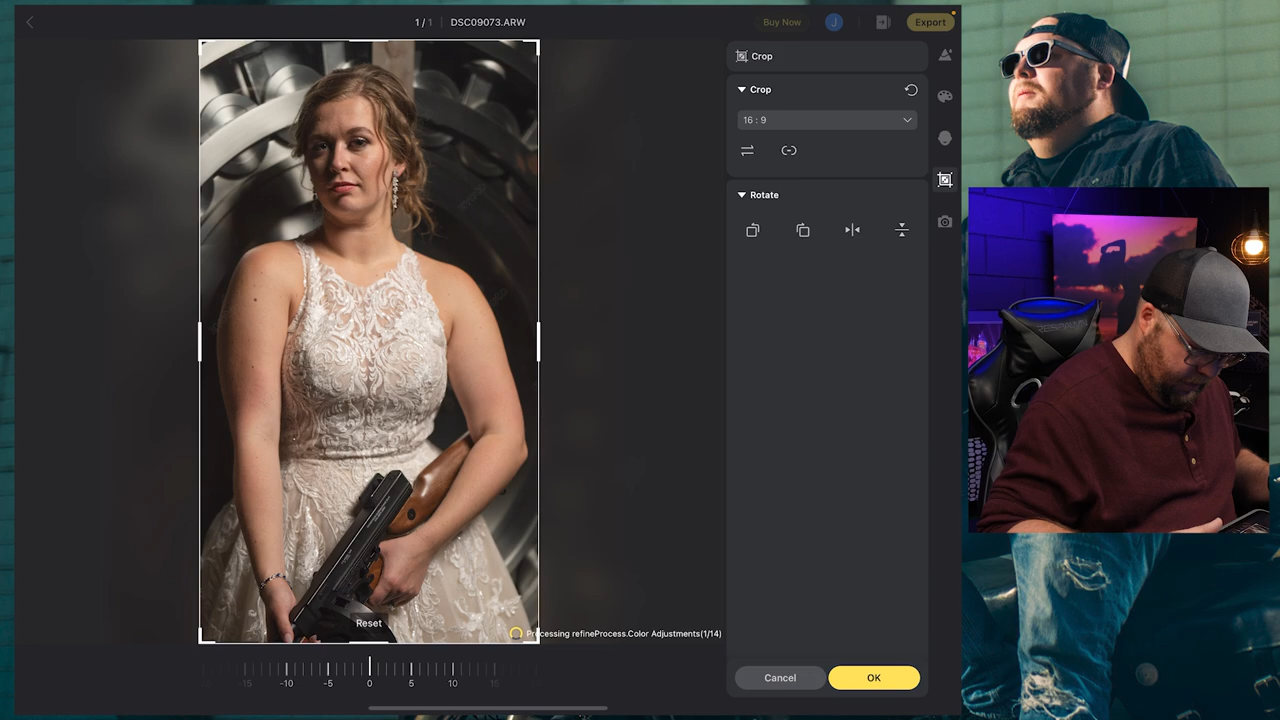 1 / 1 DSC09073.ARW
Buy Now
J
Export
Crop
Crop
16 : 9
Rotate
Reset
Processing refineProcess.Color Adjustments(1/14)
-15 -10 -5 0 5 10 15
Cancel
OK